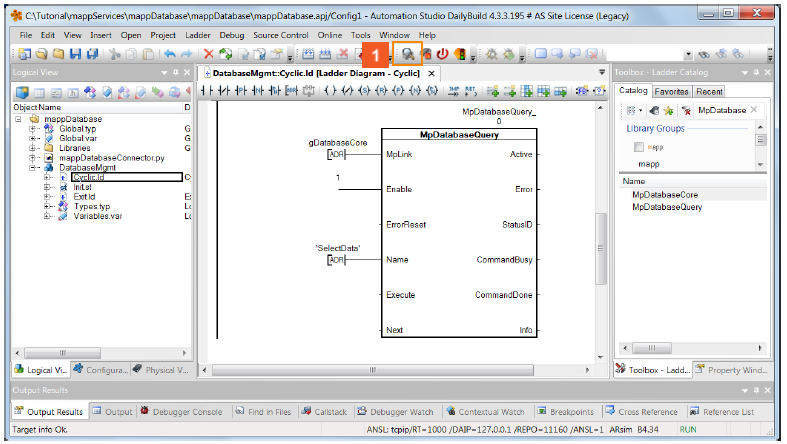 C:\Tutorial\mappServices\mappDatabase\mappDatabase\mappDatabase.apj/Config1 - Automation Studio DailyBuild 4.3.3.195 # AS Site License (Legacy)
File Edit View Insert Open Project Ladder Debug Source Control Online Tools Window Help
1
Logical View
DatabaseMgmt::Cyclic.ld [Ladder Diagram - Cyclic]
Toolbox - Ladder Catalog
Catalog Favorites Recent
MpDatabase
Library Groups
mapp
mapp
Name
MpDatabaseCore
MpDatabaseQuery
Object Name D
mappDatabase
Global.typ G
Global.var G
Libraries G
mappDatabaseConnector.py
DatabaseMgmt
Cyclic.ld Cy
Init.st
Exit.ld Ex
Types.typ Lo
Variables.var Lo
MpDatabaseQuery_
0
MpDatabaseQuery
gDatabaseCore
ADR MpLink Active
1
Enable Error
ErrorReset StatusID
'SelectData'
ADR Name CommandBusy
Execute CommandDone
Next Info
Logical Vi... Configura... Physical V...
Toolbox - Ladd... Property Wind...
Output Results
Output Results Output Debugger Console Find in Files Callstack Debugger Watch Contextual Watch Breakpoints Cross Reference Reference List
Target info Ok. ANSL: tcpip/RT=1000 /DAIP=127.0.0.1 /REPO=11160 /ANSL=1 ARsim B4.34 RUN